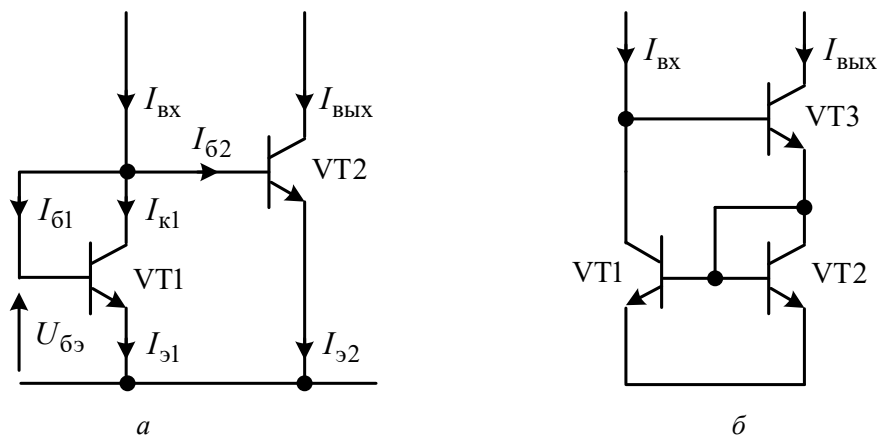 Iвх
Iвых
Iб2
VT2
Iб1
Iк1
VT1
Uбэ
Iэ1
Iэ2
а
Iвх
Iвых
VT3
VT1
VT2
б